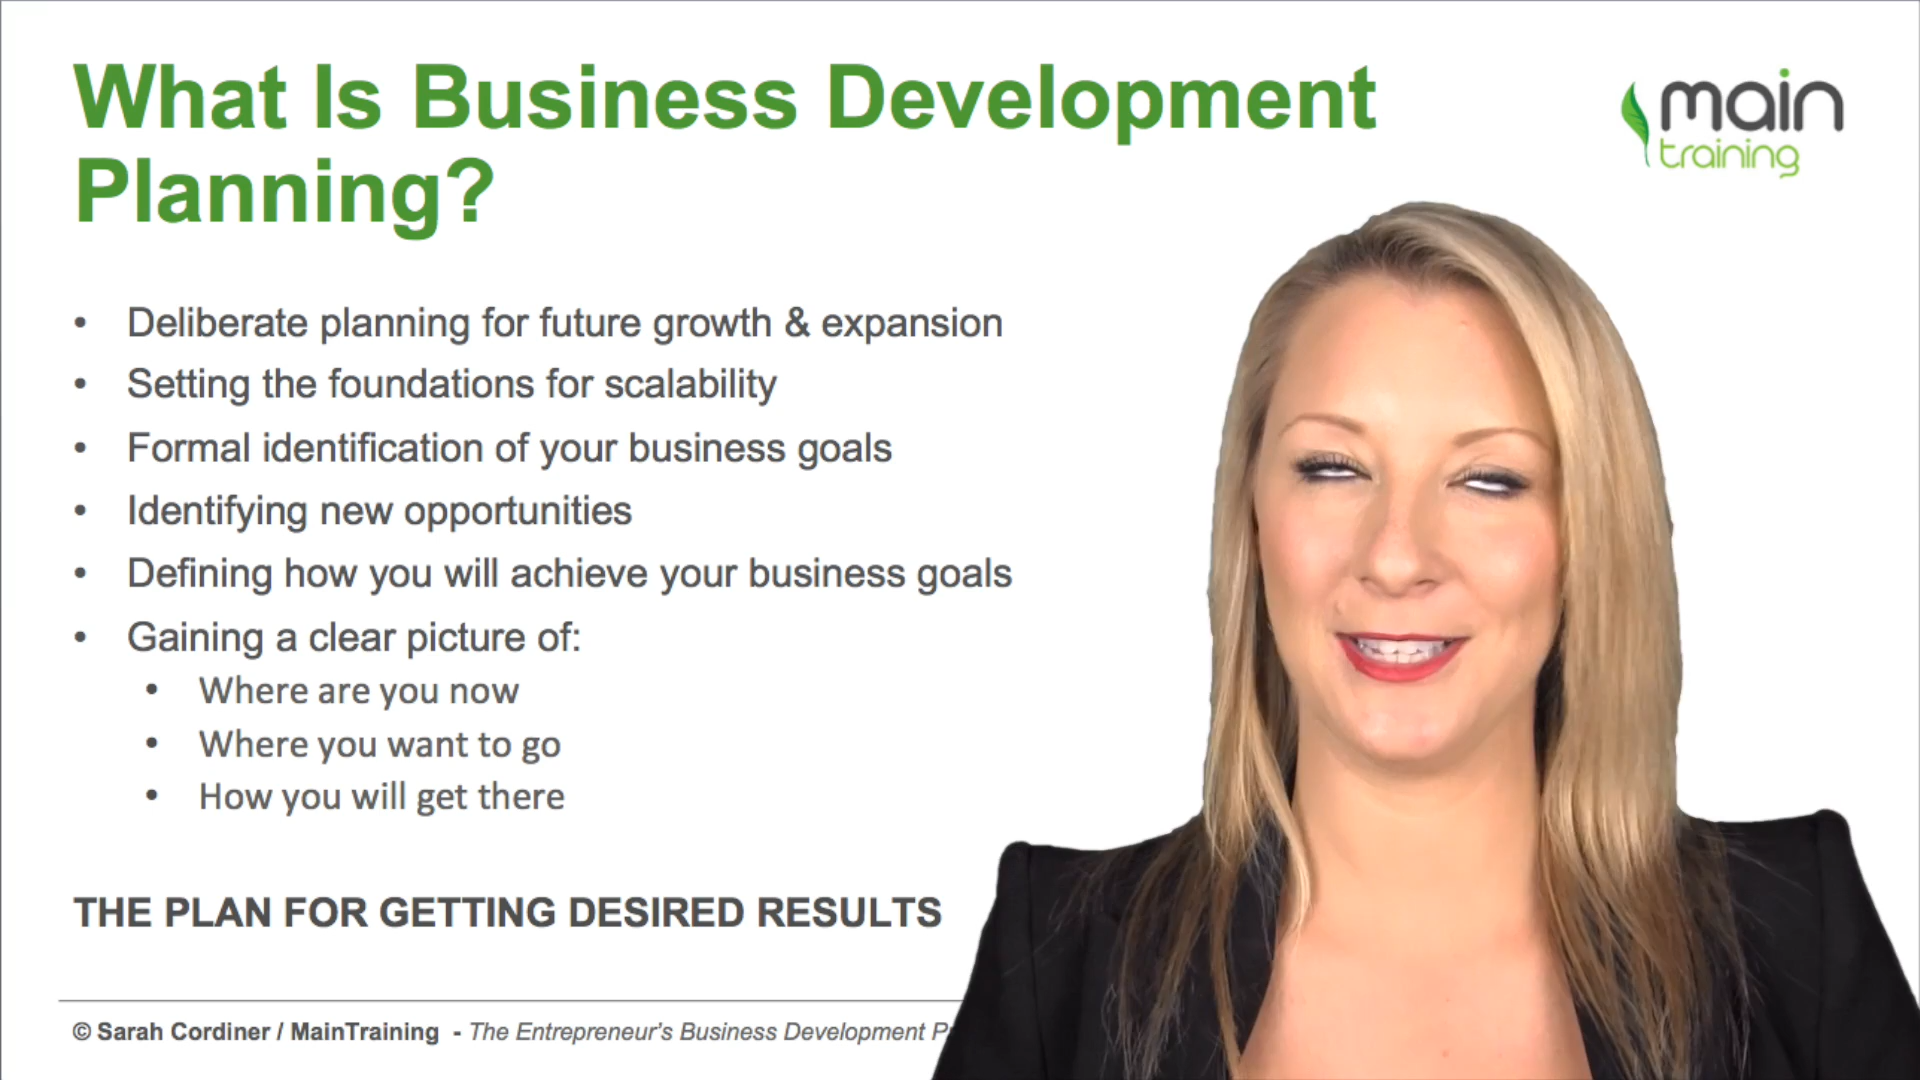 What Is Business Development
Planning?
main
training
• Deliberate planning for future growth & expansion
• Setting the foundations for scalability
• Formal identification of your business goals
• Identifying new opportunities
• Defining how you will achieve your business goals
• Gaining a clear picture of:
• Where are you now
• Where you want to go
• How you will get there
THE PLAN FOR GETTING DESIRED RESULTS
© Sarah Cordiner / MainTraining - The Entrepreneur's Business Development